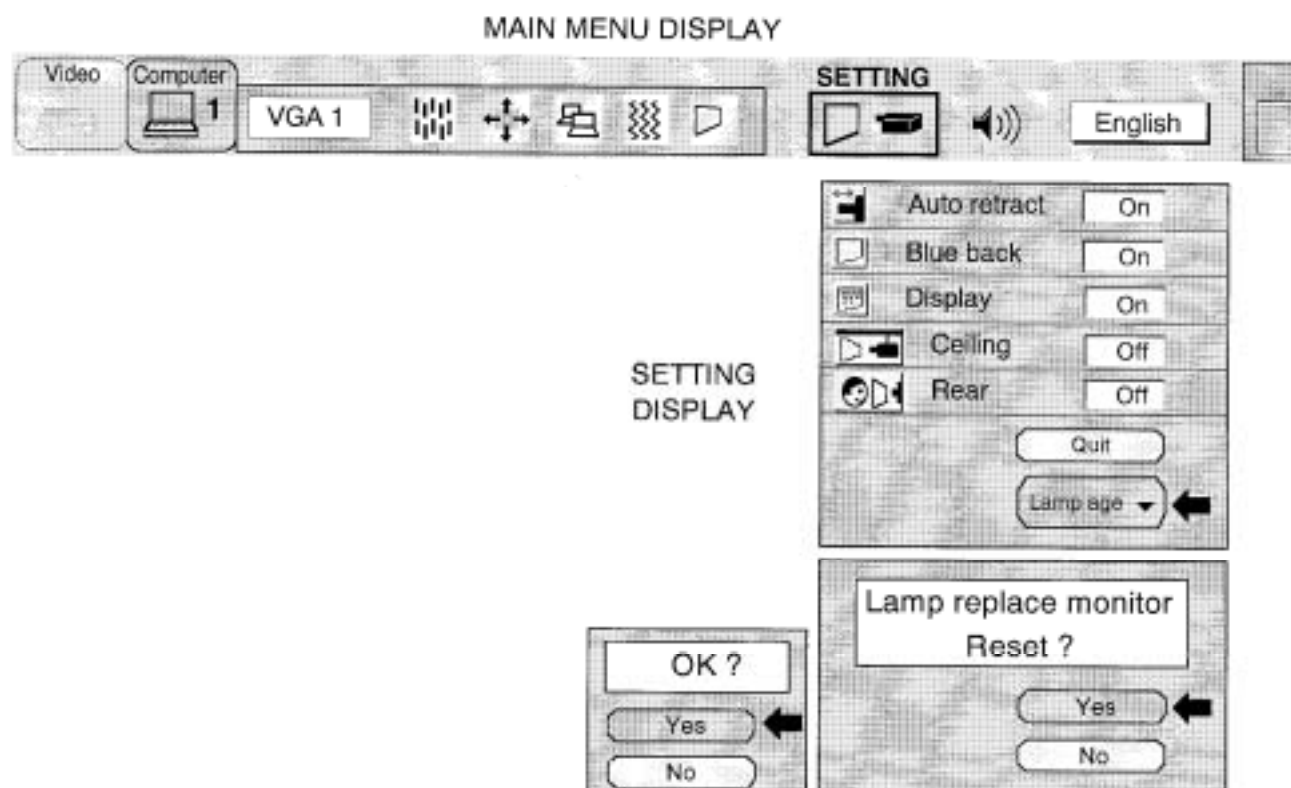 MAIN MENU DISPLAY
Video
Computer
1
VGA 1
SETTING
English
Auto retract On
Blue back On
Display On
Ceiling Off
Rear Off
SETTING
DISPLAY
Quit
Lamp age
Lamp replace monitor
Reset ?
Yes
No
OK ?
Yes
No